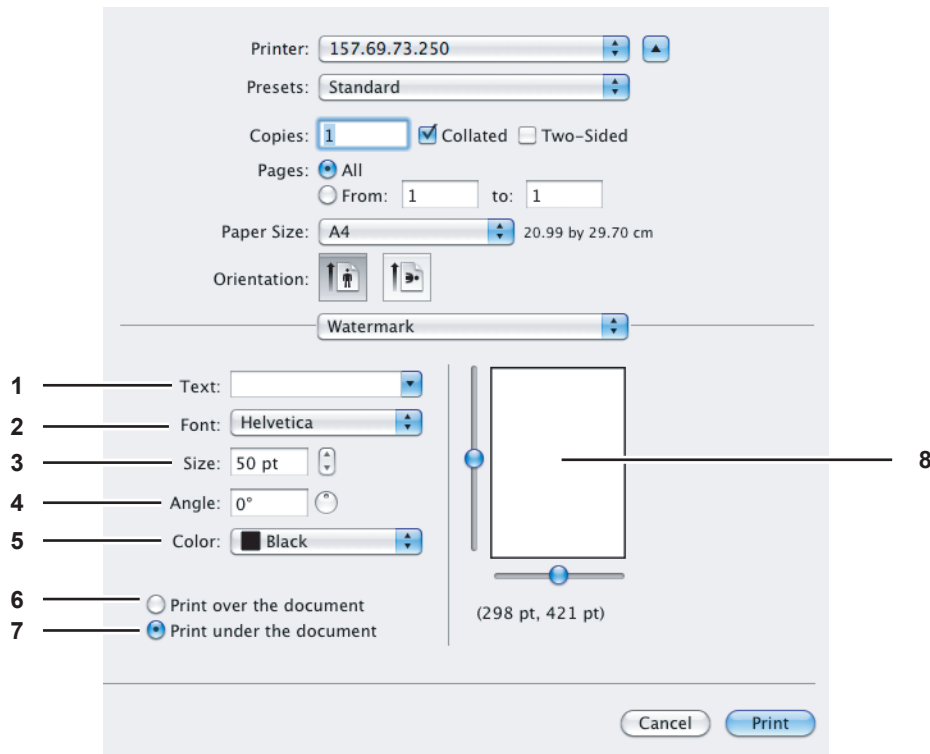 Printer: 157.69.73.250
Presets: Standard
Copies: 1 Collated Two-Sided
Pages: All
From: 1 to: 1
Paper Size: A4 20.99 by 29.70 cm
Orientation:
Watermark
1 Text:
2 Font: Helvetica
3 Size: 50 pt
8
4 Angle: 0°
5 Color: Black
6 Print over the document
(298 pt, 421 pt)
7 Print under the document
Cancel Print